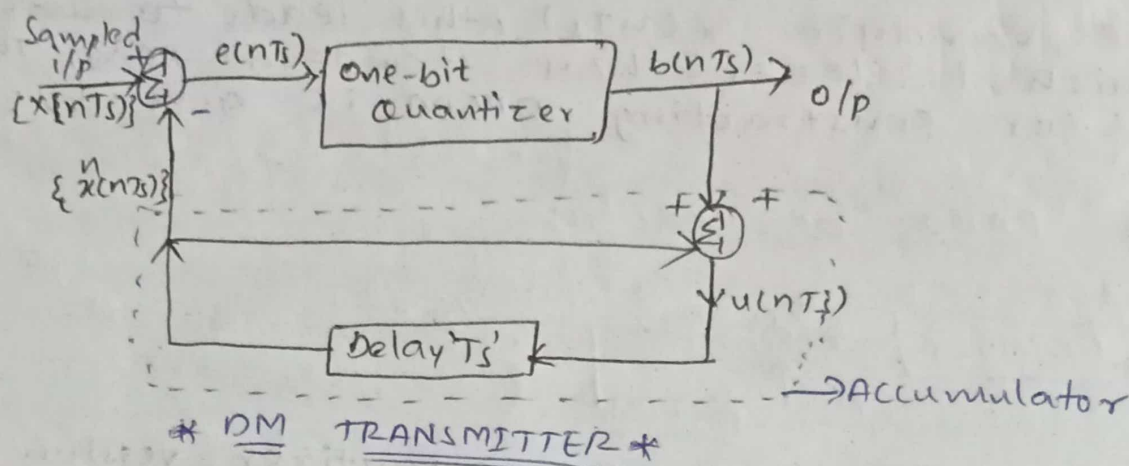 Sampled
i/p
{x[nTs)}
+
Σ
-
e(nTs)
One-bit
Quantizer
b(nTs)
O/p
{x̂(nTs)}
+
+
Σ
u(nTs)
Delay 'Ts'
Accumulator
* DM TRANSMITTER *